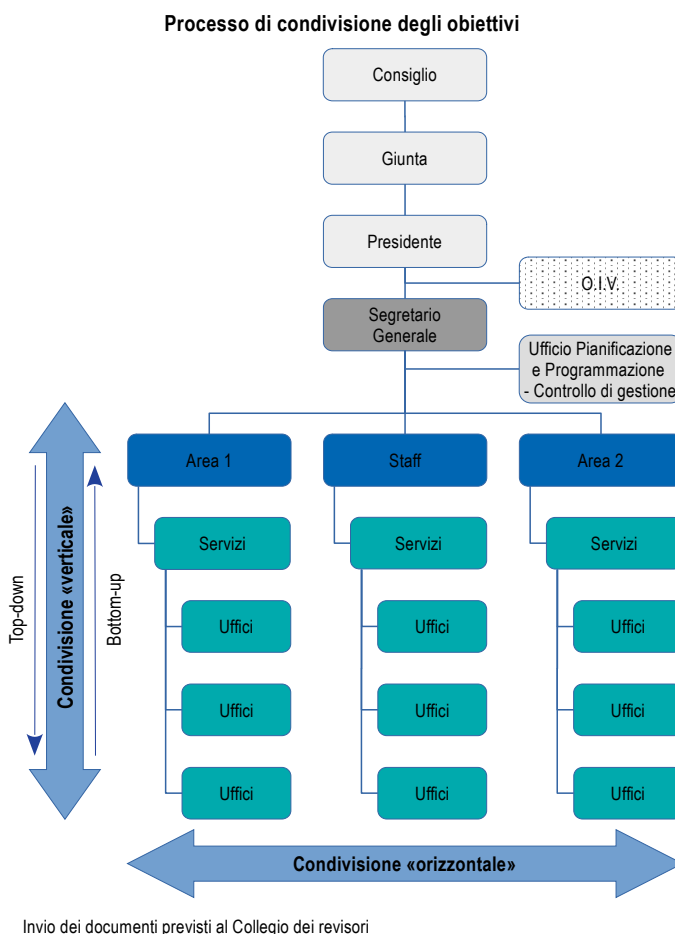 Processo di condivisione degli obiettivi
Consiglio
Giunta
Presidente
O.I.V.
Segretario
Generale
Ufficio Pianificazione
e Programmazione
- Controllo di gestione
Area 1
Staff
Area 2
Servizi
Servizi
Servizi
Uffici
Uffici
Uffici
Uffici
Uffici
Uffici
Uffici
Uffici
Uffici
Top-down
Condivisione «verticale»
Bottom-up
Condivisione «orizzontale»
Invio dei documenti previsti al Collegio dei revisori